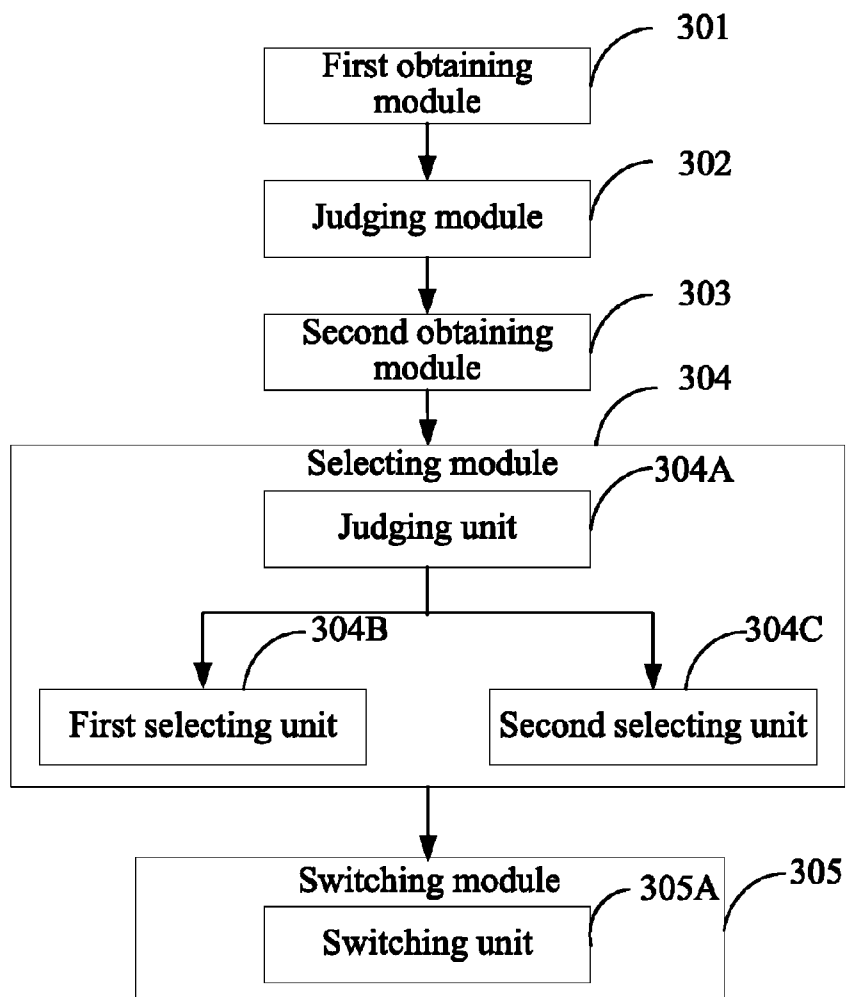 301
First obtaining
module
302
Judging module
303
Second obtaining
module
304
Selecting module
304A
Judging unit
304B
304C
First selecting unit
Second selecting unit
305
Switching module
305A
Switching unit